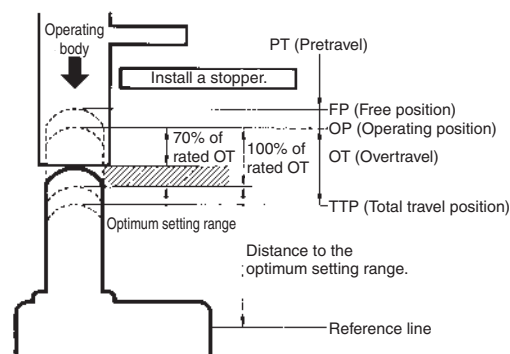 Operating
body
PT (Pretravel)
Install a stopper.
FP (Free position)
OP (Operating position)
70% of
rated OT
100% of
rated OT
OT (Overtravel)
TTP (Total travel position)
Optimum setting range
Distance to the
optimum setting range.
Reference line